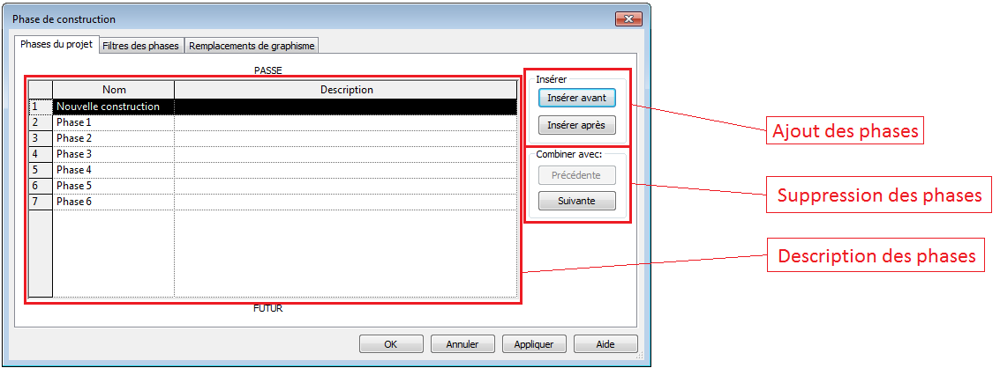 Phase de construction
Phases du projet
Filtres des phases
Remplacements de graphisme
PASSE
Nom
Description
1 Nouvelle construction
2 Phase 1
3 Phase 2
4 Phase 3
5 Phase 4
6 Phase 5
7 Phase 6
FUTUR
Insérer
Insérer avant
Insérer après
Combiner avec:
Précédente
Suivante
OK
Annuler
Appliquer
Aide
Ajout des phases
Suppression des phases
Description des phases